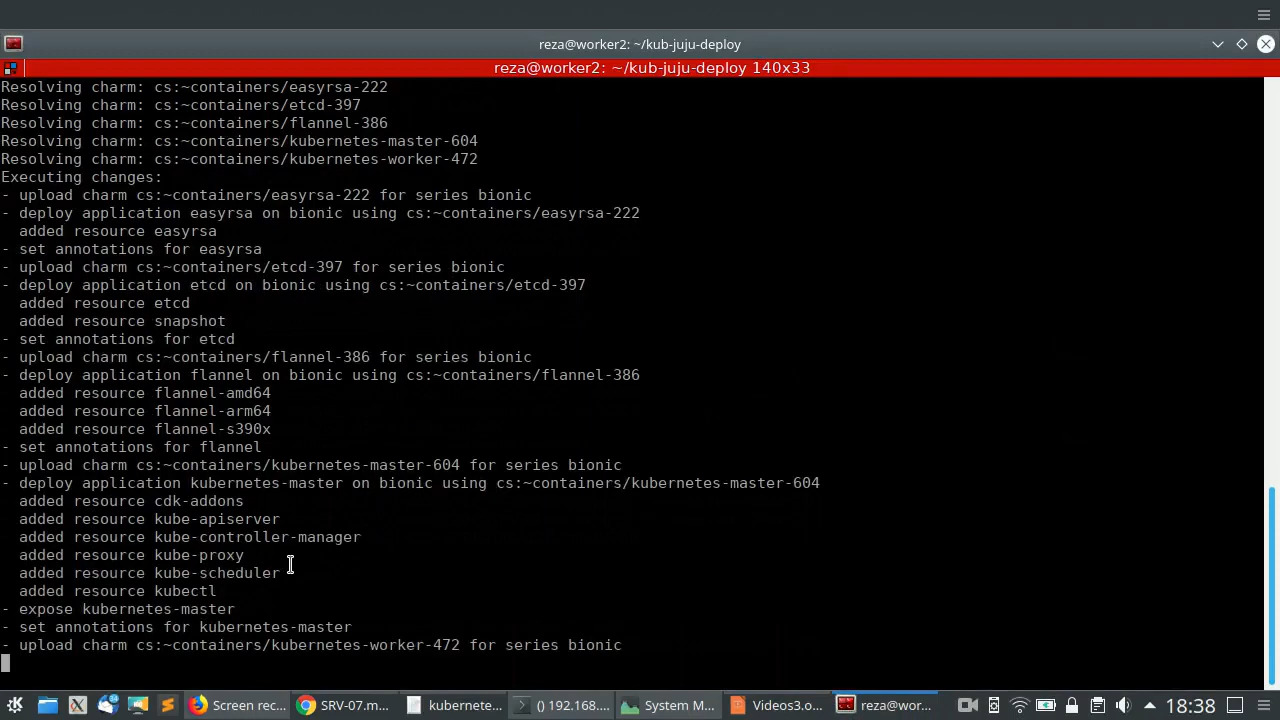 reza@worker2: ~/kub-juju-deploy
reza@worker2: ~/kub-juju-deploy 140x33
Resolving charm: cs:~containers/easyrsa-222
Resolving charm: cs:~containers/etcd-397
Resolving charm: cs:~containers/flannel-386
Resolving charm: cs:~containers/kubernetes-master-604
Resolving charm: cs:~containers/kubernetes-worker-472
Executing changes:
- upload charm cs:~containers/easyrsa-222 for series bionic
- deploy application easyrsa on bionic using cs:~containers/easyrsa-222
  added resource easyrsa
- set annotations for easyrsa
- upload charm cs:~containers/etcd-397 for series bionic
- deploy application etcd on bionic using cs:~containers/etcd-397
  added resource etcd
  added resource snapshot
- set annotations for etcd
- upload charm cs:~containers/flannel-386 for series bionic
- deploy application flannel on bionic using cs:~containers/flannel-386
  added resource flannel-amd64
  added resource flannel-arm64
  added resource flannel-s390x
- set annotations for flannel
- upload charm cs:~containers/kubernetes-master-604 for series bionic
- deploy application kubernetes-master on bionic using cs:~containers/kubernetes-master-604
  added resource cdk-addons
  added resource kube-apiserver
  added resource kube-controller-manager
  added resource kube-proxy
  added resource kube-scheduler
  added resource kubectl
- expose kubernetes-master
- set annotations for kubernetes-master
- upload charm cs:~containers/kubernetes-worker-472 for series bionic
Screen rec... SRV-07.m... kubernete... () 192.168.... System M... Videos3.o... reza@wor... 18:38